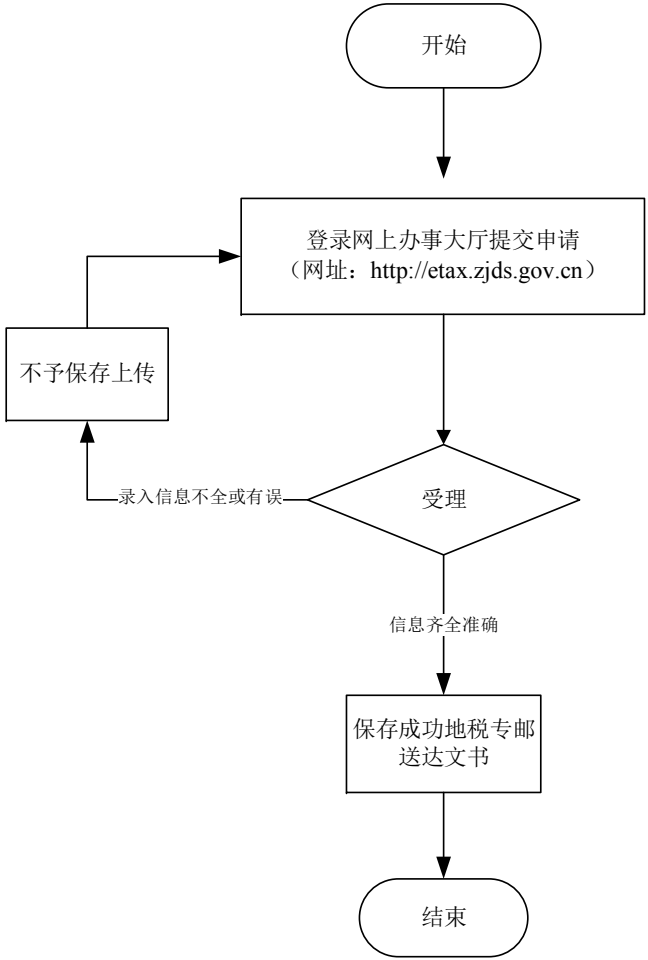 开始
登录网上办事大厅提交申请
（网址：http://etax.zjds.gov.cn）
不予保存上传
录入信息不全或有误
受理
信息齐全准确
保存成功地税专邮
送达文书
结束